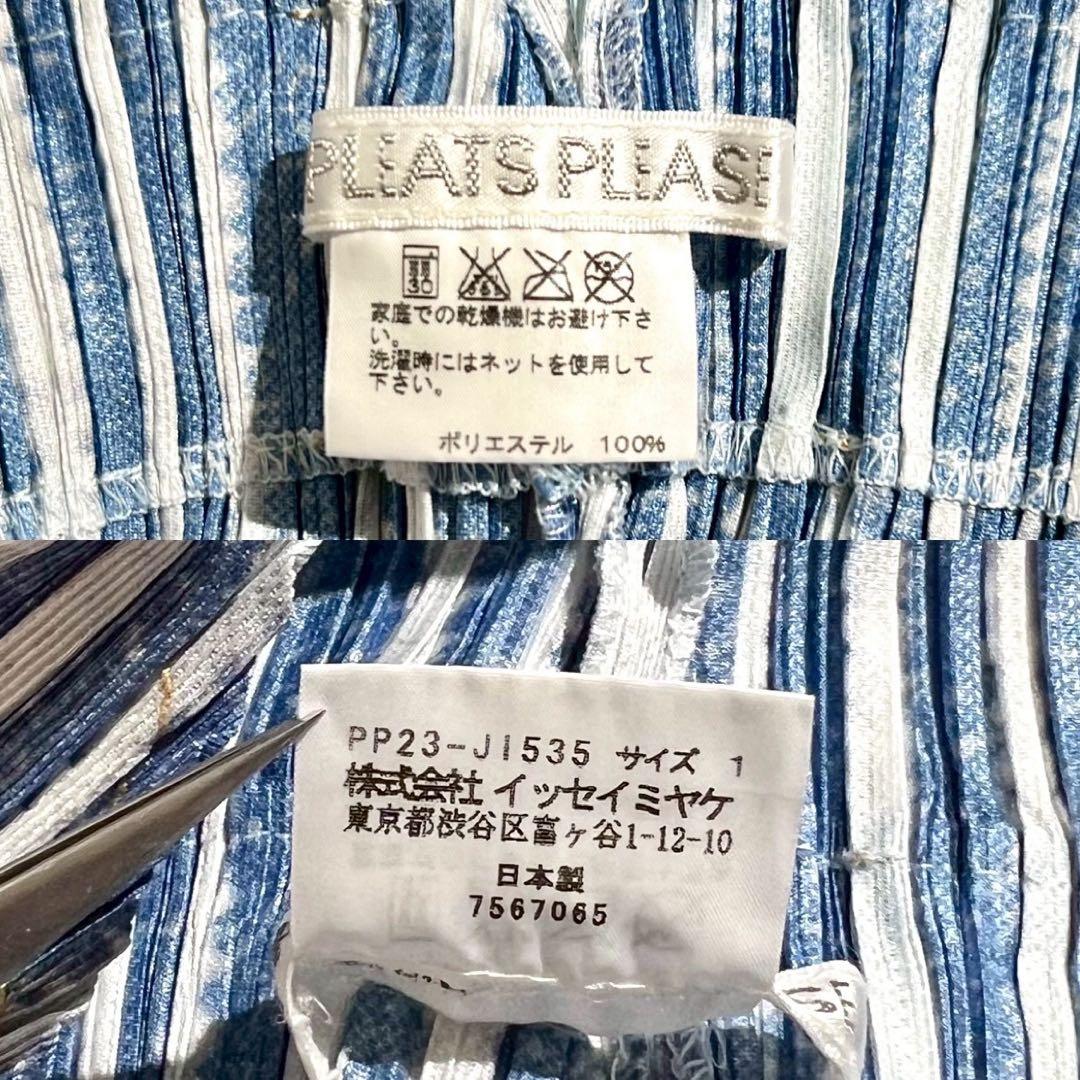 PLEATS PLEASE
弱
30
家庭での乾燥機はお避け下さ
い。
洗濯時にはネットを使用して
下さい。
ポリエステル 100%
PP23-JI535 サイズ 1
株式会社 イッセイミヤケ
東京都渋谷区富ヶ谷1-12-10
日本製
7567065